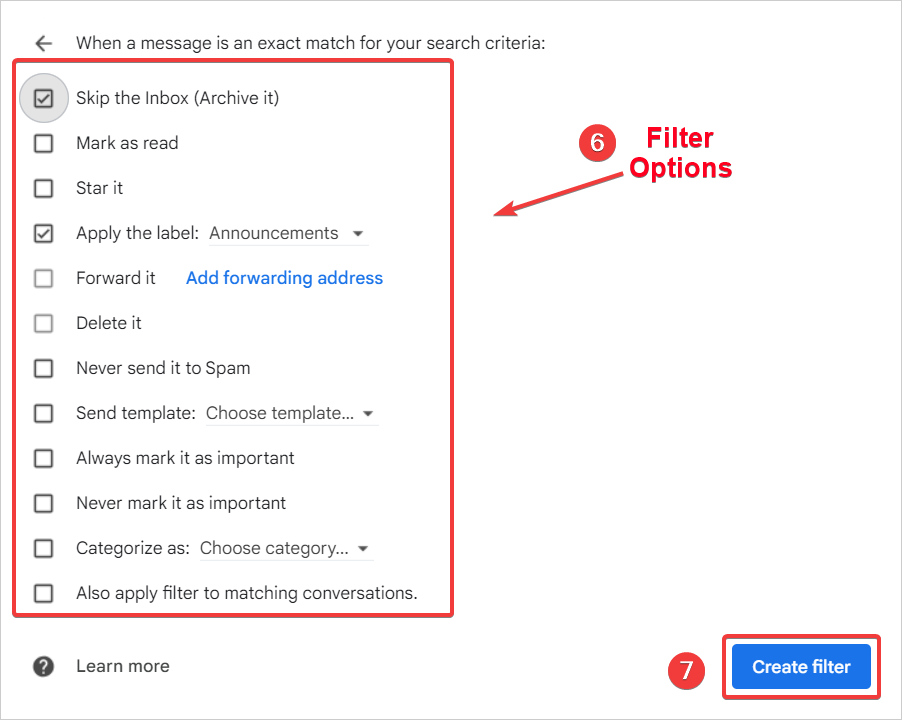 When a message is an exact match for your search criteria:
Skip the Inbox (Archive it)
Mark as read
Star it
Apply the label: Announcements
Forward it Add forwarding address
Delete it
Never send it to Spam
Send template: Choose template...
Always mark it as important
Never mark it as important
Categorize as: Choose category...
Also apply filter to matching conversations.
6 Filter
Options
? Learn more
7 Create filter